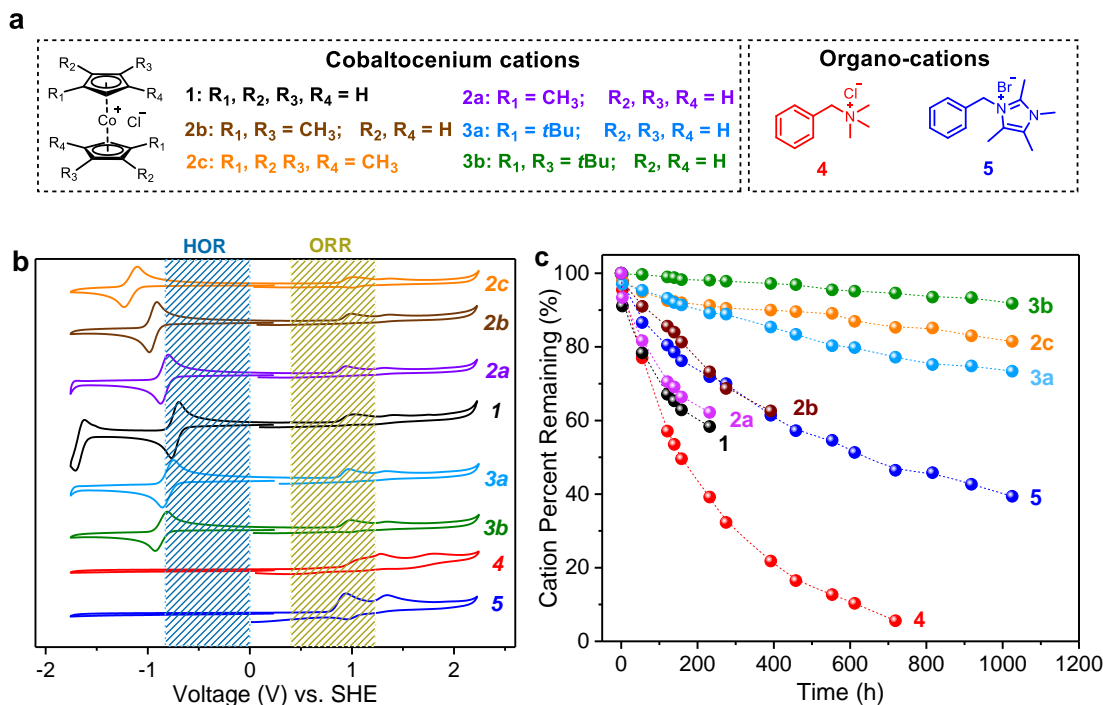 a
Cobaltocenium cations
R2 R3
R1 R4
Co+ Cl−
R4 R1
R3 R2
1: R1, R2, R3, R4 = H
2a: R1 = CH3; R2, R3, R4 = H
2b: R1, R3 = CH3; R2, R4 = H
3a: R1 = tBu; R2, R3, R4 = H
2c: R1, R2 R3, R4 = CH3
3b: R1, R3 = tBu; R2, R4 = H
Organo-cations
Cl−
N+
4
Br−
N+
N
5
b
HOR
ORR
2c
2b
2a
1
3a
3b
4
5
-2 -1 0 1 2
Voltage (V) vs. SHE
c
Cation Percent Remaining (%)
100
80
60
40
20
0
3b
2c
3a
2b
2a
1
5
4
0 200 400 600 800 1000 1200
Time (h)